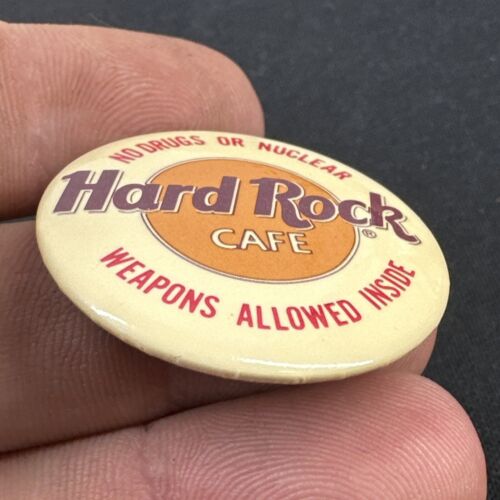 NO DRUGS OR NUCLEAR
Hard Rock®
CAFE
WEAPONS ALLOWED INSIDE